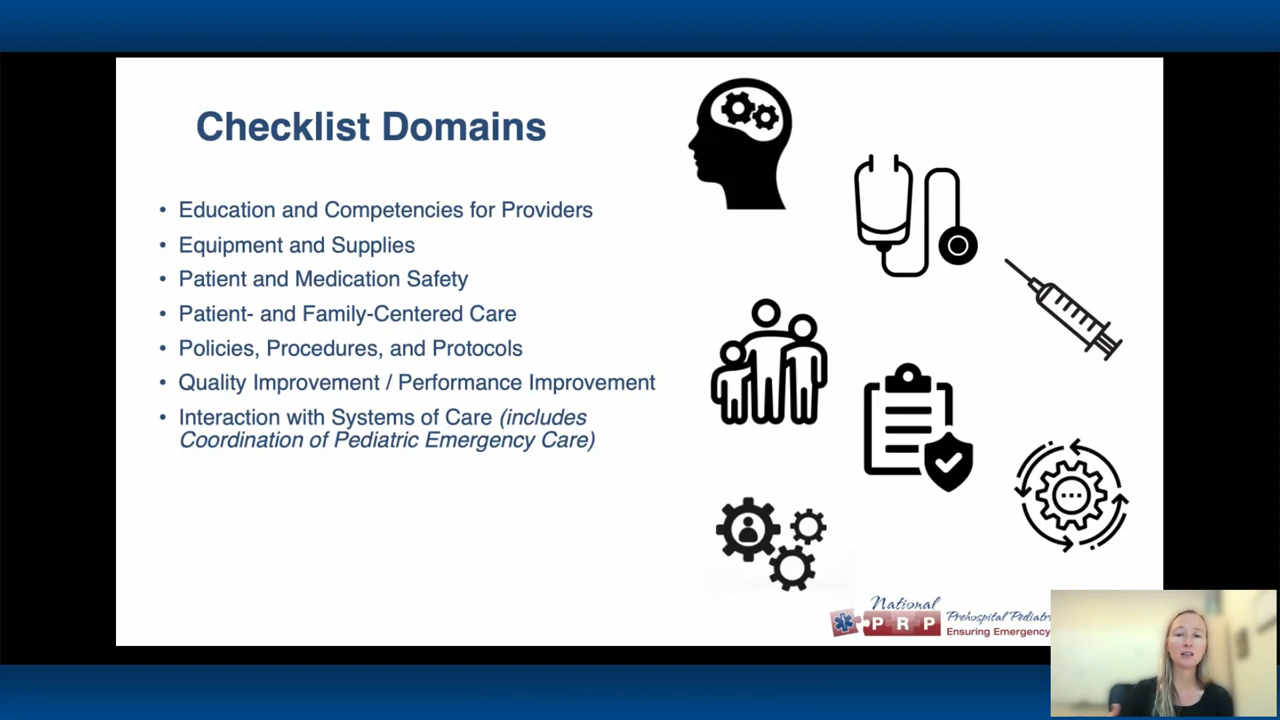 Checklist Domains
• Education and Competencies for Providers
• Equipment and Supplies
• Patient and Medication Safety
• Patient- and Family-Centered Care
• Policies, Procedures, and Protocols
• Quality Improvement / Performance Improvement
• Interaction with Systems of Care (includes
Coordination of Pediatric Emergency Care)
National
PRP
Prehospital
Ensuring Emergency